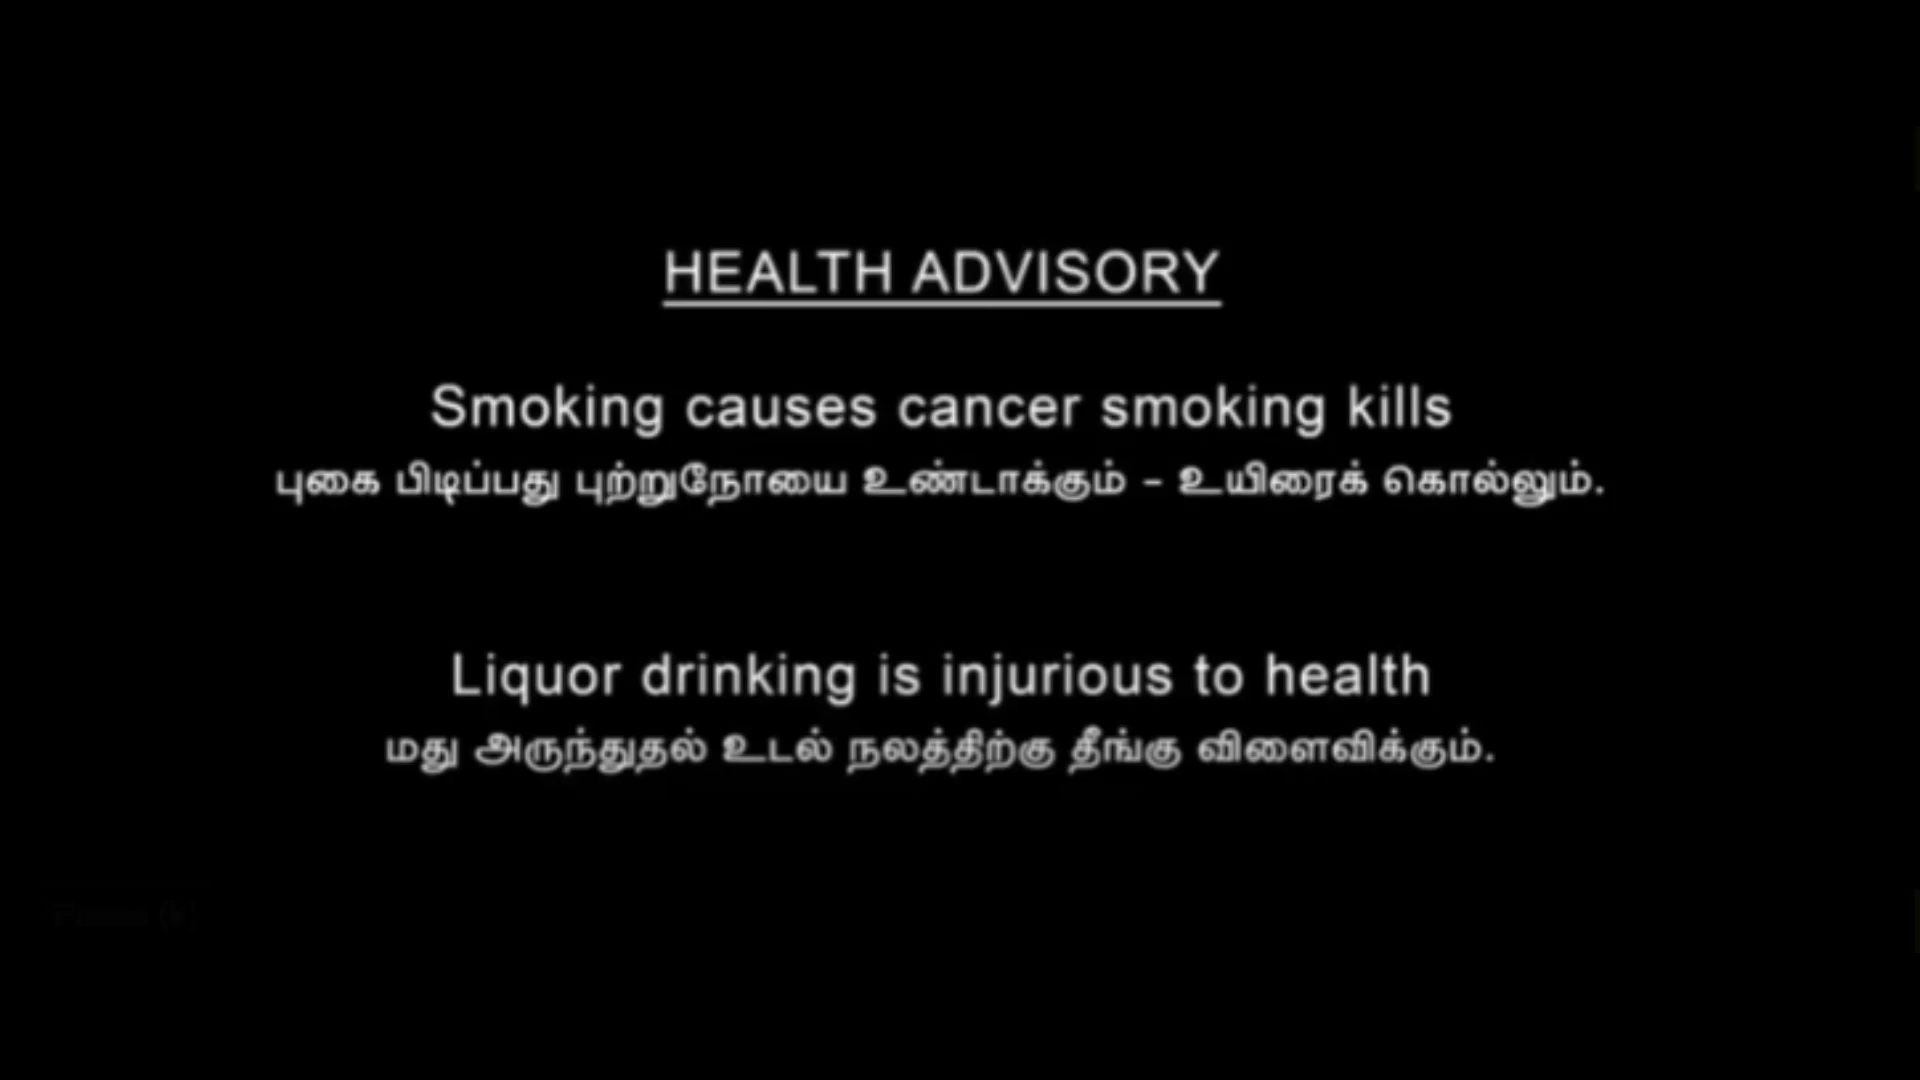 HEALTH ADVISORY
Smoking causes cancer smoking kills
புகை பிடிப்பது புற்றுநோயை உண்டாக்கும் – உயிரைக் கொல்லும்.
Liquor drinking is injurious to health
மது அருந்துதல் உடல் நலத்திற்கு தீங்கு விளைவிக்கும்.